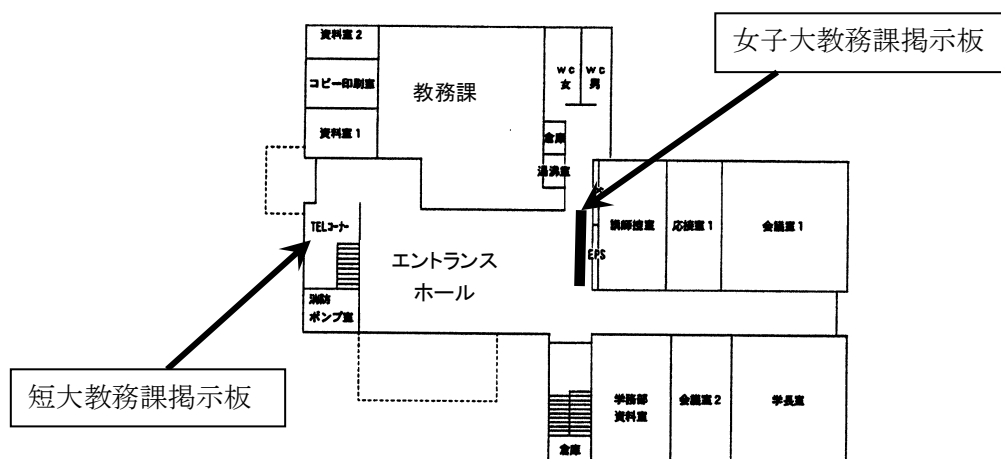 女子大教務課掲示板
資料室2
コピー印刷室
資料室1
教務課
WC
女
WC
男
倉庫
湯沸室
講師控室
応接室1
会議室1
EPS
TELコーナー
エントランス
ホール
消防
ポンプ室
短大教務課掲示板
学務部
資料室
会議室2
学長室
倉庫